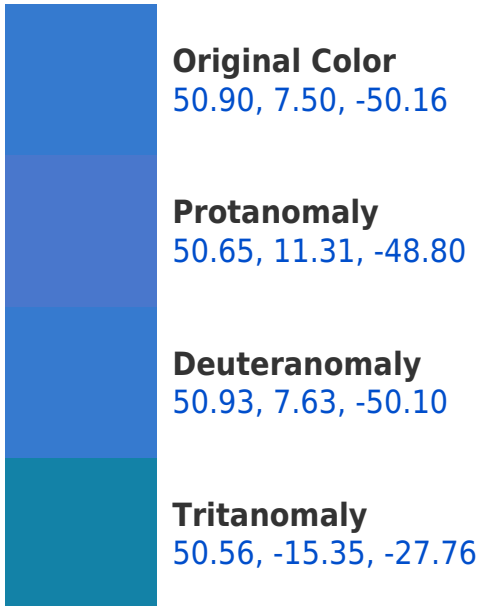 Original Color
50.90, 7.50, -50.16
Protanomaly
50.65, 11.31, -48.80
Deuteranomaly
50.93, 7.63, -50.10
Tritanomaly
50.56, -15.35, -27.76